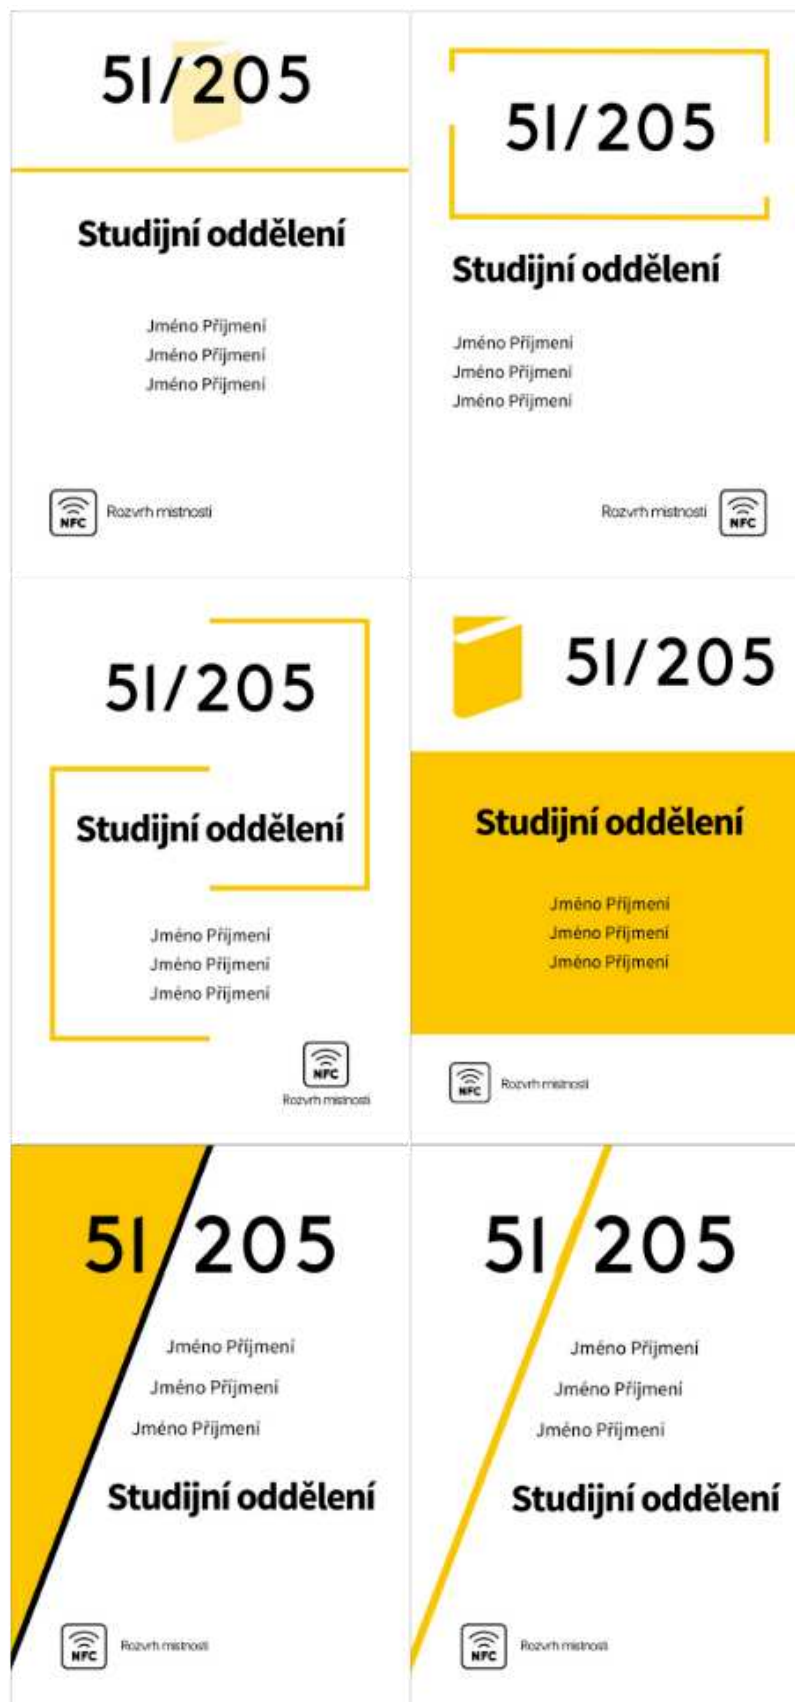 51/205
Studijní oddělení
Jméno Příjmení
Jméno Příjmení
Jméno Příjmení
NFC Rozvrh místnosti
51/205
Studijní oddělení
Jméno Příjmení
Jméno Příjmení
Jméno Příjmení
Rozvrh místnosti NFC
51/205
Studijní oddělení
Jméno Příjmení
Jméno Příjmení
Jméno Příjmení
NFC
Rozvrh místnosti
51/205
Studijní oddělení
Jméno Příjmení
Jméno Příjmení
Jméno Příjmení
NFC Rozvrh místnosti
51/205
Jméno Příjmení
Jméno Příjmení
Jméno Příjmení
Studijní oddělení
NFC Rozvrh místnosti
51/205
Jméno Příjmení
Jméno Příjmení
Jméno Příjmení
Studijní oddělení
NFC Rozvrh místnosti